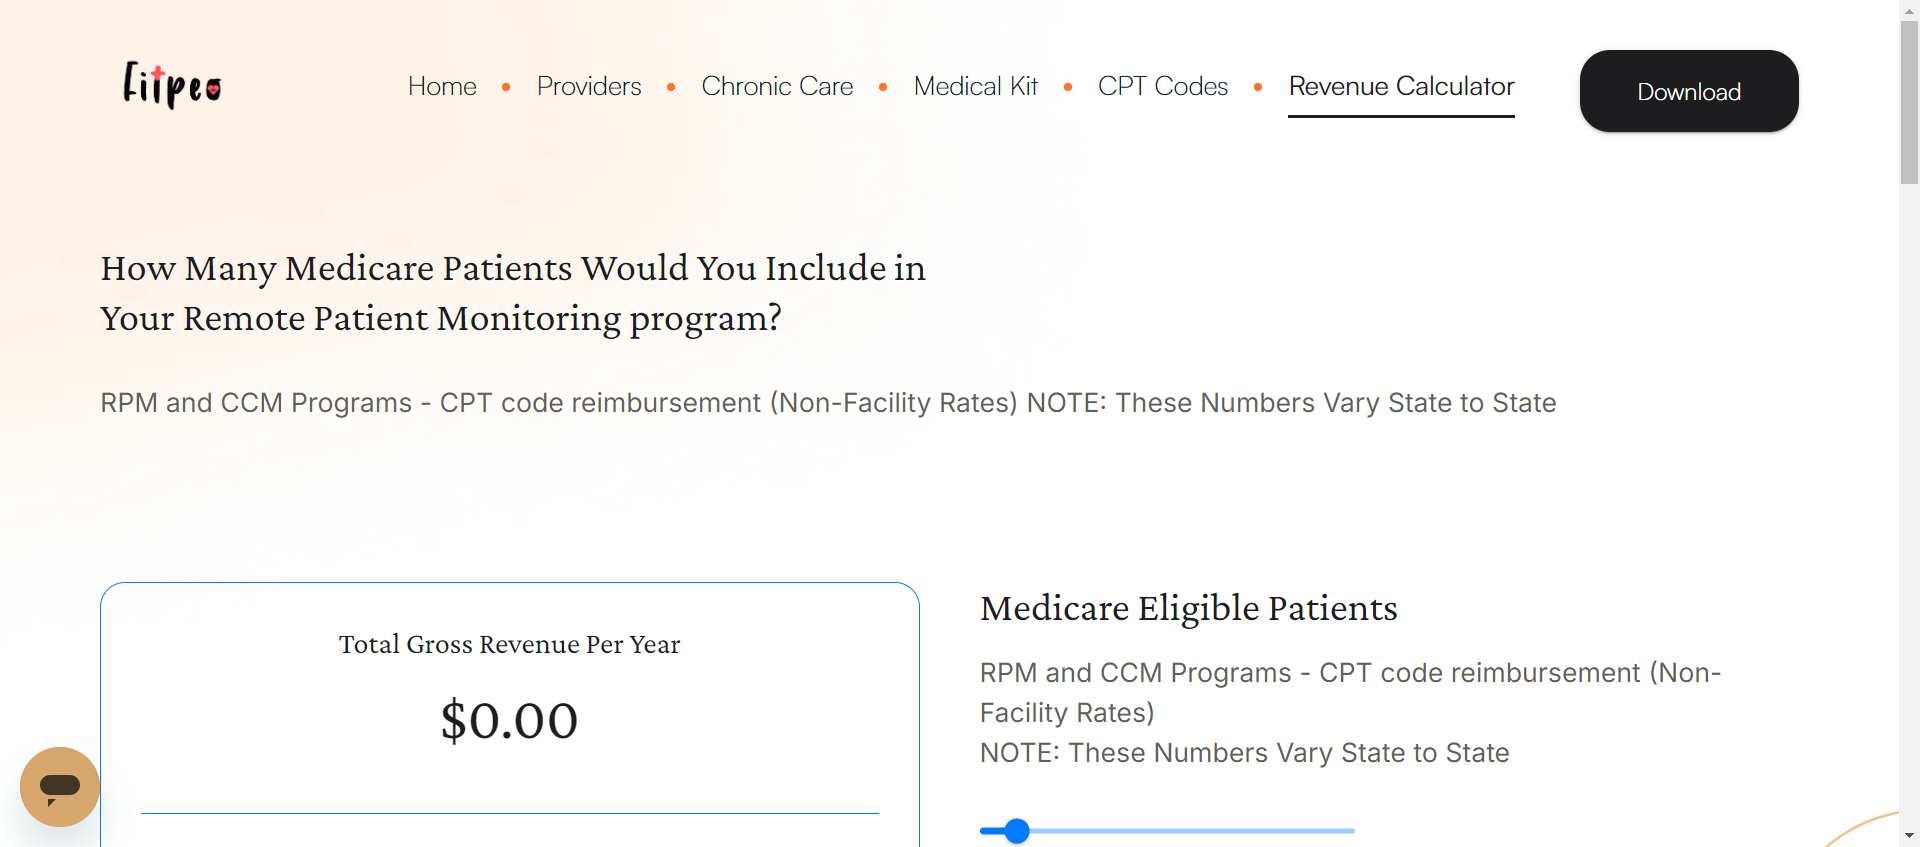 Fitpeo
Home
Providers
Chronic Care
Medical Kit
CPT Codes
Revenue Calculator
Download
How Many Medicare Patients Would You Include in
Your Remote Patient Monitoring program?
RPM and CCM Programs - CPT code reimbursement (Non-Facility Rates) NOTE: These Numbers Vary State to State
Total Gross Revenue Per Year
$0.00
Medicare Eligible Patients
RPM and CCM Programs - CPT code reimbursement (Non-
Facility Rates)
NOTE: These Numbers Vary State to State